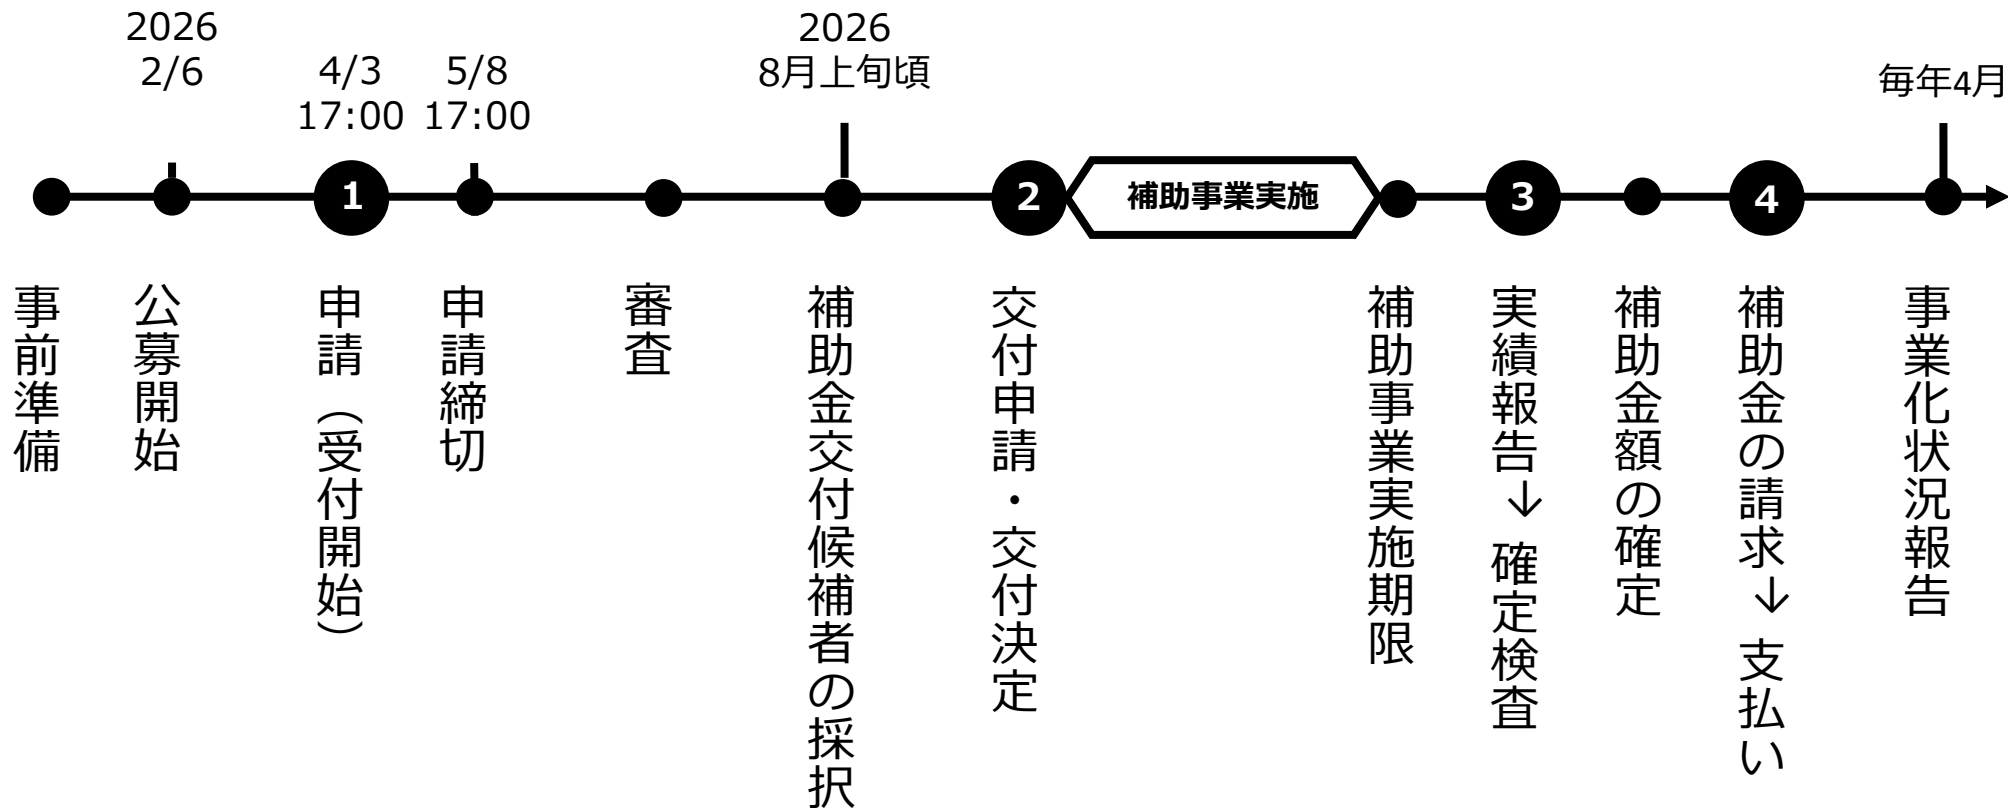 2026
2/6
4/3
17:00
5/8
17:00
2026
8月上旬頃
毎年4月
1
2
補助事業実施
3
4
事前準備
公募開始
申請（受付開始）
申請締切
審査
補助金交付候補者の採択
交付申請・交付決定
補助事業実施期限
実績報告→確定検査
補助金額の確定
補助金の請求→支払い
事業化状況報告